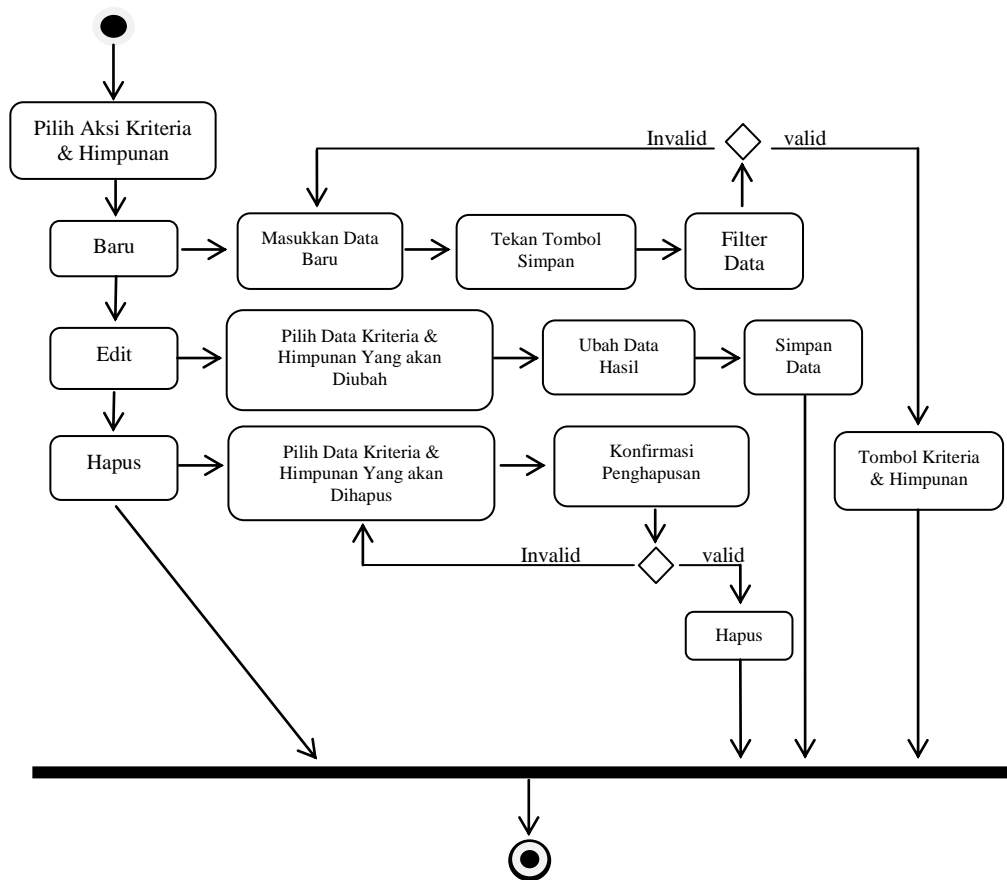 Pilih Aksi Kriteria
& Himpunan
Invalid
valid
Baru
Masukkan Data
Baru
Tekan Tombol
Simpan
Filter
Data
Edit
Pilih Data Kriteria &
Himpunan Yang akan
Diubah
Ubah Data
Hasil
Simpan
Data
Hapus
Pilih Data Kriteria &
Himpunan Yang akan
Dihapus
Konfirmasi
Penghapusan
Tombol Kriteria
& Himpunan
Invalid
valid
Hapus